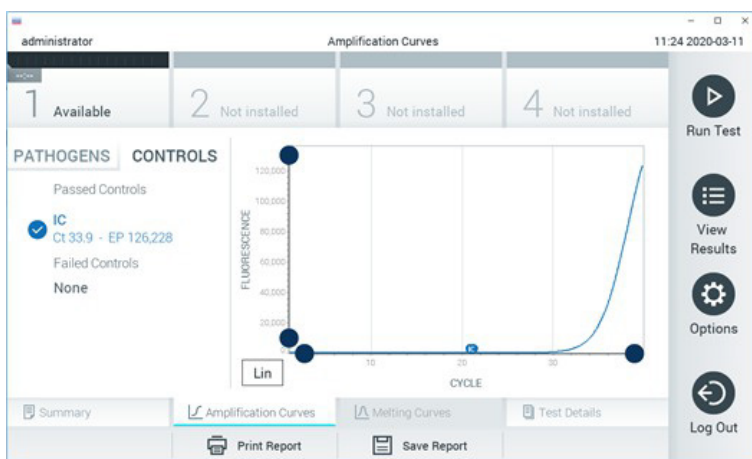 administrator
Amplification Curves
11:24 2020-03-11
--:--
1 Available
2 Not installed
3 Not installed
4 Not installed
Run Test
View
Results
Options
Log Out
PATHOGENS CONTROLS
Passed Controls
IC
Ct 33.9 - EP 126,228
Failed Controls
None
FLUORESCENCE
120,000
100,000
80,000
60,000
40,000
20,000
0
IC
10 20 30
CYCLE
Lin
Summary
Amplification Curves
Melting Curves
Test Details
Print Report
Save Report